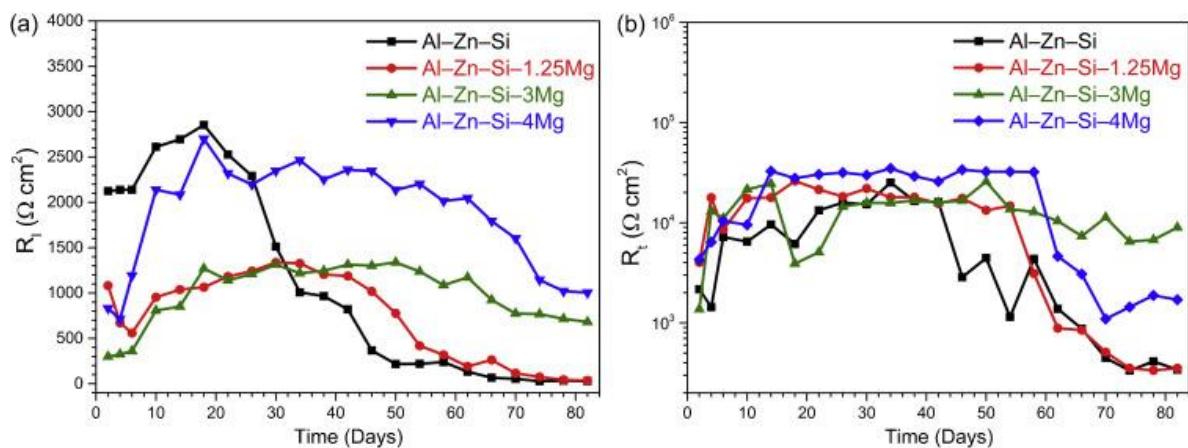 (a)
4000
3500
3000
2500
2000
1500
1000
500
0
R_l (Ω cm²)
Al–Zn–Si
Al–Zn–Si–1.25Mg
Al–Zn–Si–3Mg
Al–Zn–Si–4Mg
0 10 20 30 40 50 60 70 80
Time (Days)
(b)
10⁶
10⁵
10⁴
10³
R_t (Ω cm²)
Al–Zn–Si
Al–Zn–Si–1.25Mg
Al–Zn–Si–3Mg
Al–Zn–Si–4Mg
0 10 20 30 40 50 60 70 80
Time (Days)